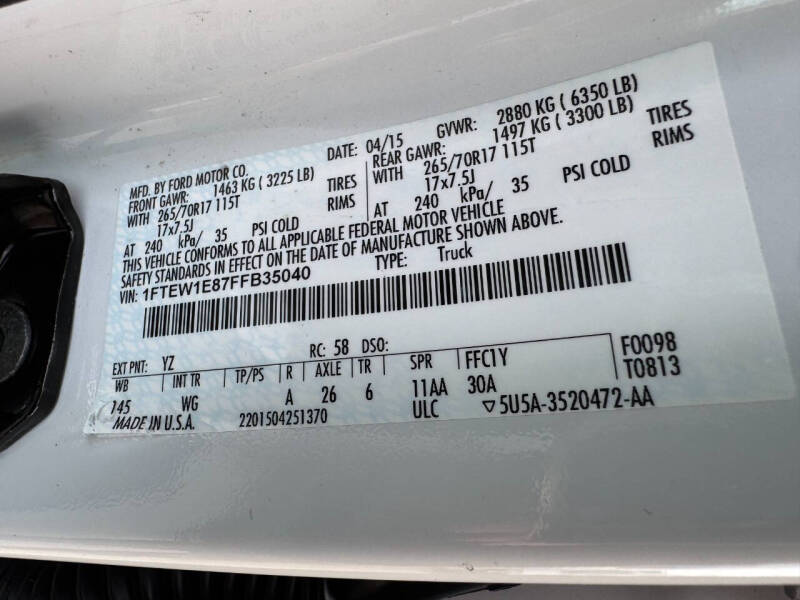 MFD. BY FORD MOTOR CO. DATE: 04/15 GVWR: 2880 KG ( 6350 LB)
FRONT GAWR: 1463 KG ( 3225 LB) REAR GAWR: 1497 KG ( 3300 LB)
WITH 265/70R17 115T TIRES WITH 265/70R17 115T TIRES
17x7.5J RIMS 17x7.5J RIMS
AT 240 kPa/ 35 PSI COLD AT 240 kPa/ 35 PSI COLD
THIS VEHICLE CONFORMS TO ALL APPLICABLE FEDERAL MOTOR VEHICLE
SAFETY STANDARDS IN EFFECT ON THE DATE OF MANUFACTURE SHOWN ABOVE.
VIN: 1FTEW1E87FFB35040 TYPE: Truck
EXT PNT: YZ RC: 58 DSO: F0098
WB INT TR TP/PS R AXLE TR SPR FFC1Y T0813
145 WG A 26 6 11AA 30A
MADE IN U.S.A. 2201504251370 ULC ▽5U5A-3520472-AA